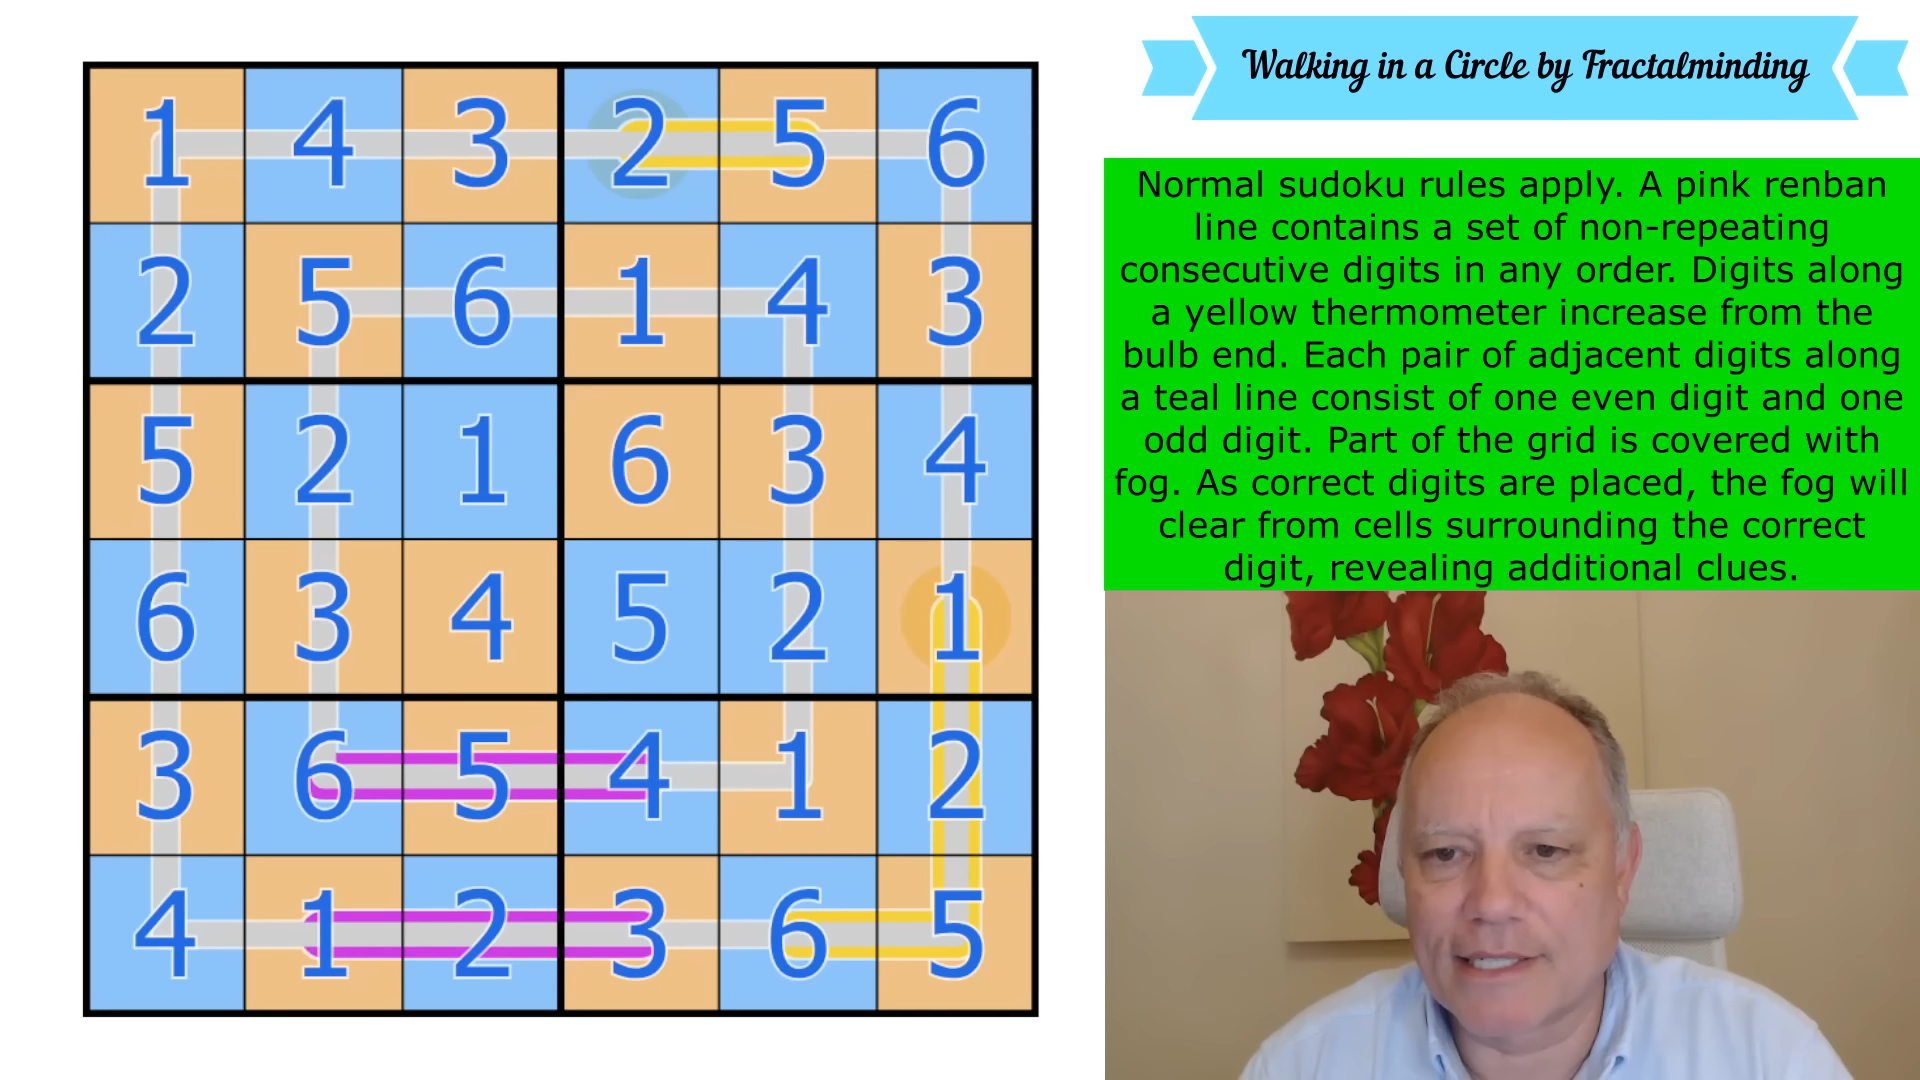 Walking in a Circle by Fractalminding
Normal sudoku rules apply. A pink renban
line contains a set of non-repeating
consecutive digits in any order. Digits along
a yellow thermometer increase from the
bulb end. Each pair of adjacent digits along
a teal line consist of one even digit and one
odd digit. Part of the grid is covered with
fog. As correct digits are placed, the fog will
clear from cells surrounding the correct
digit, revealing additional clues.
1 4 3 2 5 6
2 5 6 1 4 3
5 2 1 6 3 4
6 3 4 5 2 1
3 6 5 4 1 2
4 1 2 3 6 5